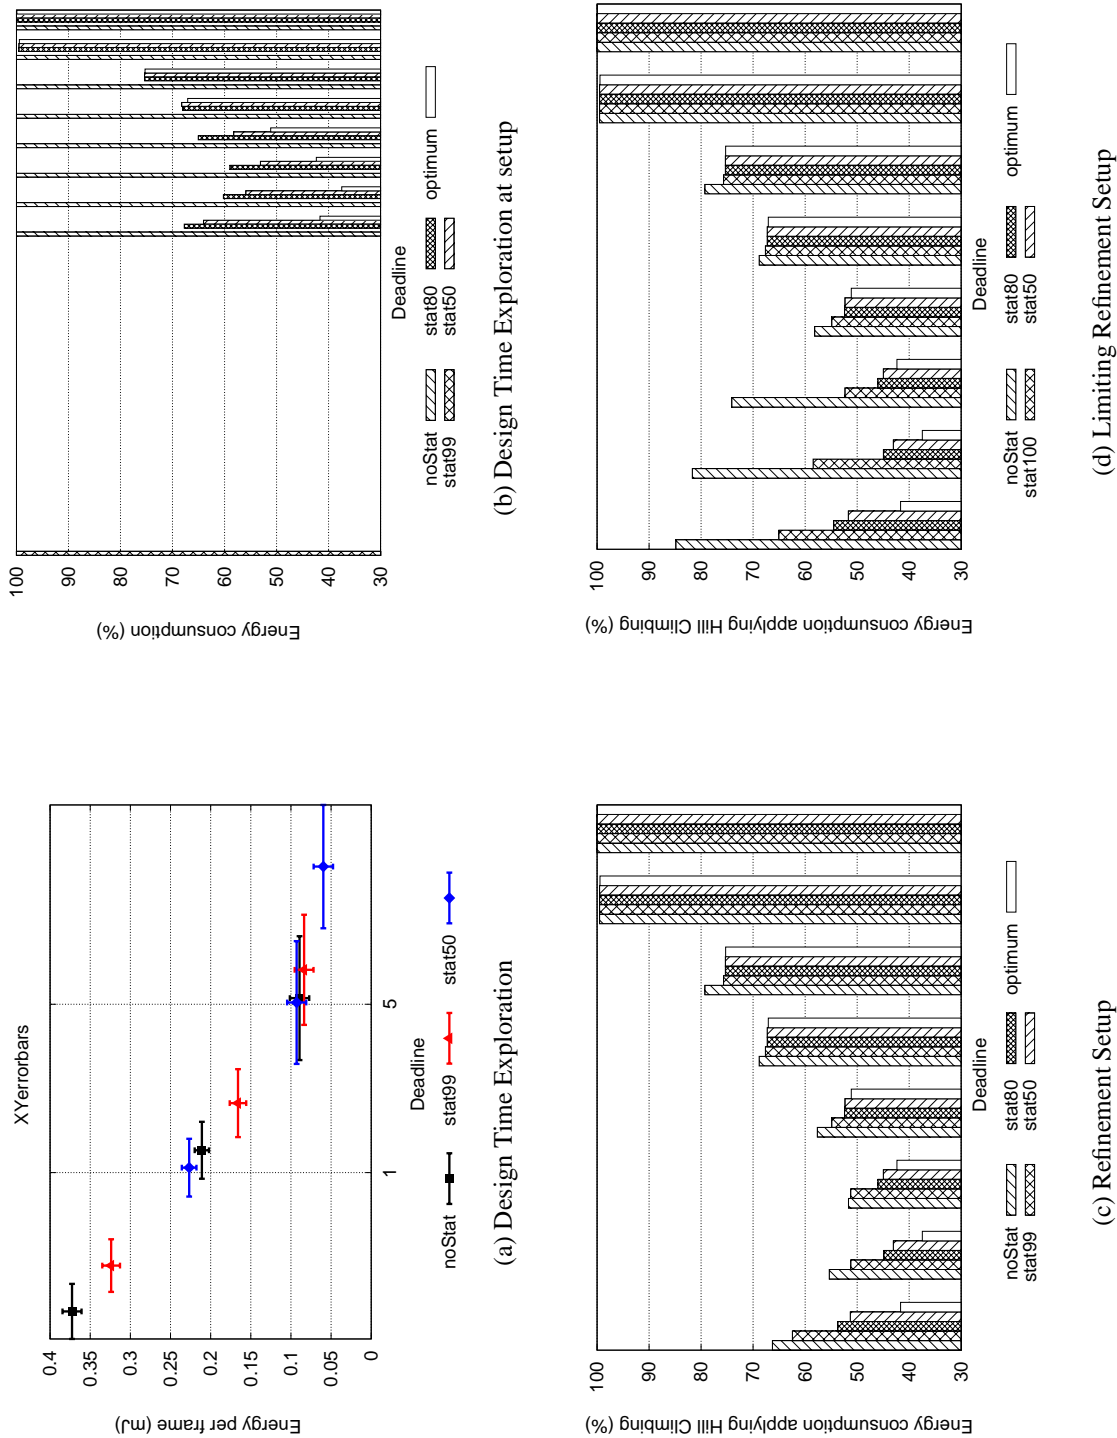 XYerrorbars
Energy per frame (mJ)
0.4
0.35
0.3
0.25
0.2
0.15
0.1
0.05
0
1
5
Deadline
noStat
stat99
stat50
(a) Design Time Exploration
Energy consumption (%)
100
90
80
70
60
50
40
30
Deadline
noStat
stat80
optimum
stat99
stat50
(b) Design Time Exploration at setup
Energy consumption applying Hill Climbing (%)
100
90
80
70
60
50
40
30
Deadline
noStat
stat80
optimum
stat99
stat50
(c) Refinement Setup
Energy consumption applying Hill Climbing (%)
100
90
80
70
60
50
40
30
Deadline
noStat
stat80
optimum
stat100
stat50
(d) Limiting Refinement Setup